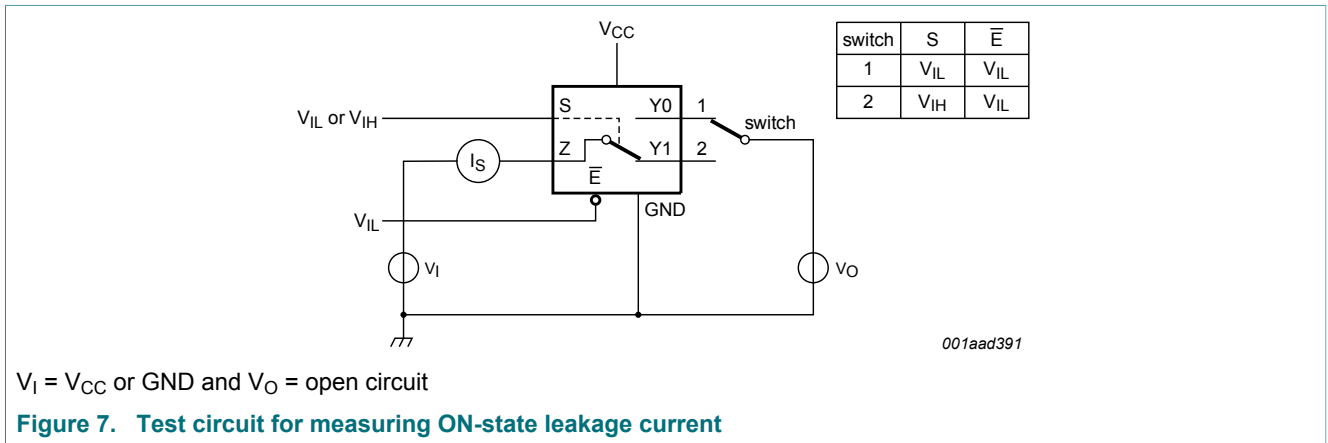 VCC
switch S E̅
1 VIL VIL
2 VIH VIL
VIL or VIH
S Y0 1
switch
IS
Z Y1 2
E̅
GND
VIL
VI
VO
001aad391
VI = VCC or GND and VO = open circuit
Figure 7. Test circuit for measuring ON-state leakage current